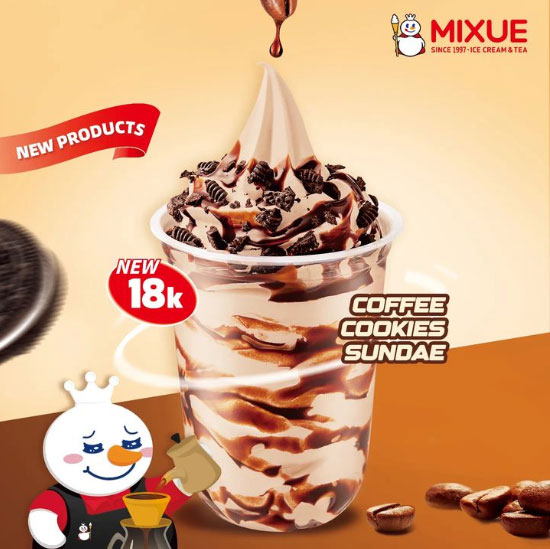 MIXUE
SINCE 1997 · ICE CREAM & TEA
NEW PRODUCTS
NEW
18k
COFFEE
COOKIES
SUNDAE